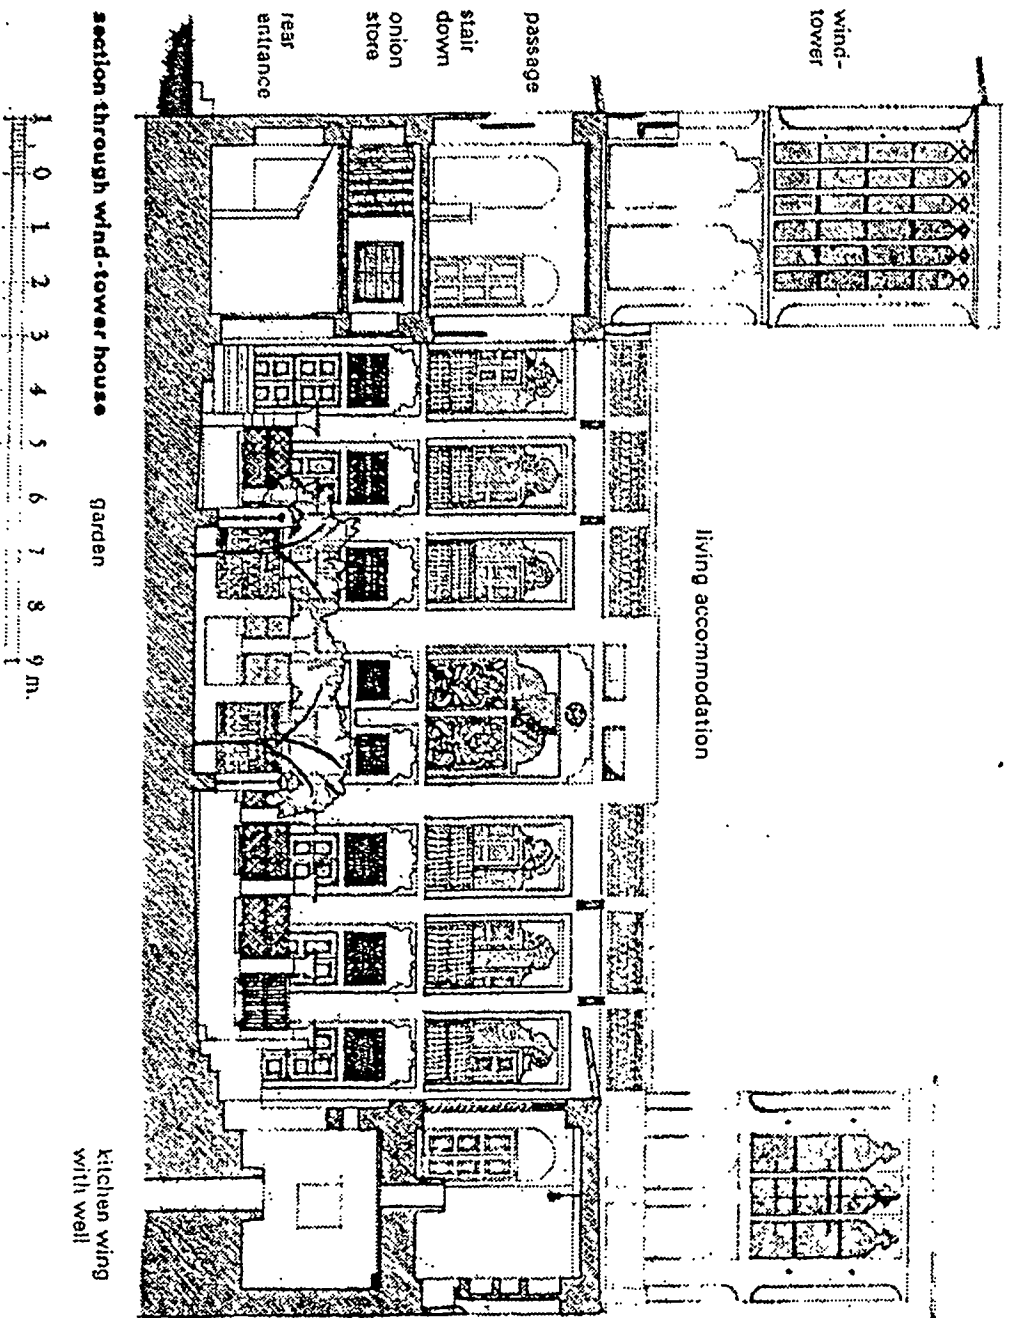 wind-
tower
passage
stair
down
onion
store
rear
entrance
living accommodation
kitchen wing
with well
section through wind-tower house
garden
1 0 1 2 3 4 5 6 7 8 9 m.